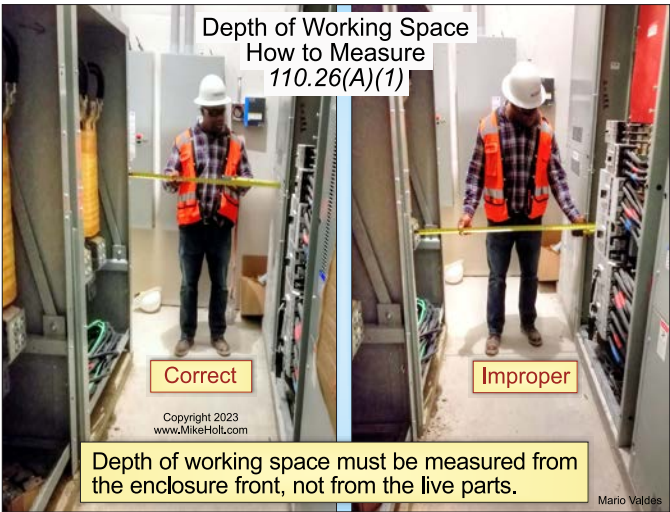 Depth of Working Space
How to Measure
110.26(A)(1)
Correct
Improper
Copyright 2023
www.MikeHolt.com
Depth of working space must be measured from
the enclosure front, not from the live parts.
Mario Valdes